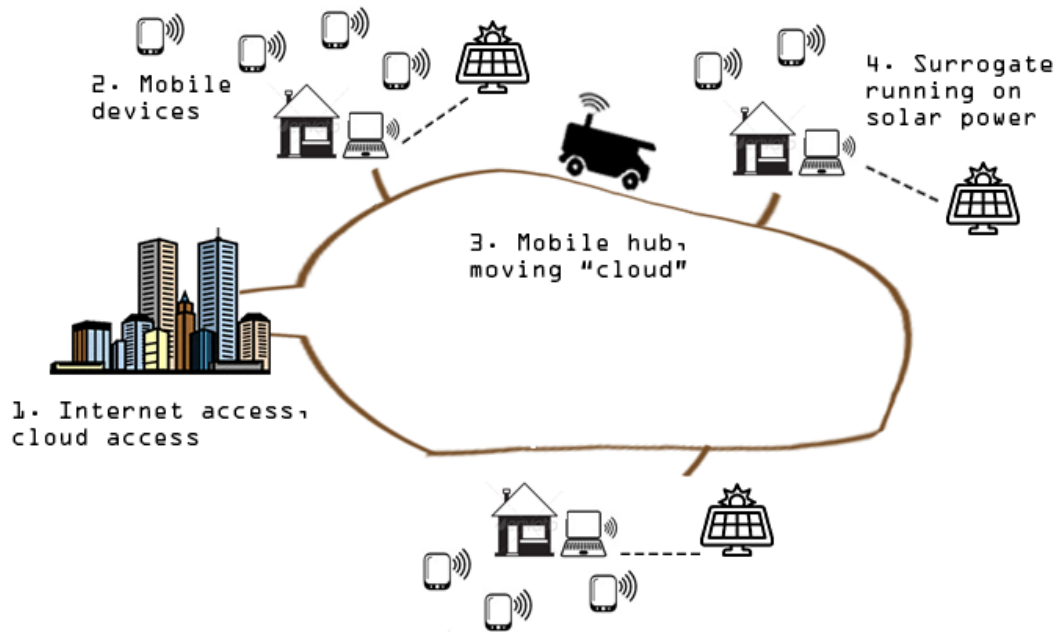 2. Mobile
devices
4. Surrogate
running on
solar power
3. Mobile hub,
moving “cloud”
1. Internet access,
cloud access